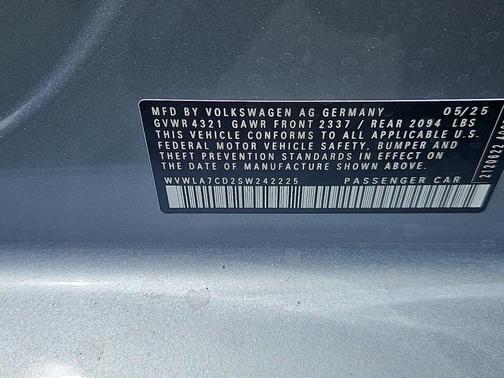 MFD BY VOLKSWAGEN AG GERMANY 05/25
GVWR 4321 GAWR FRONT 2337 / REAR 2094 LBS
THIS VEHICLE CONFORMS TO ALL APPLICABLE U.S.
FEDERAL MOTOR VEHICLE SAFETY, BUMPER AND
THEFT PREVENTION STANDARDS IN EFFECT ON
THE DATE OF MANUFACTURE SHOWN ABOVE.
WVWLA7CD2SW242225 PASSENGER CAR